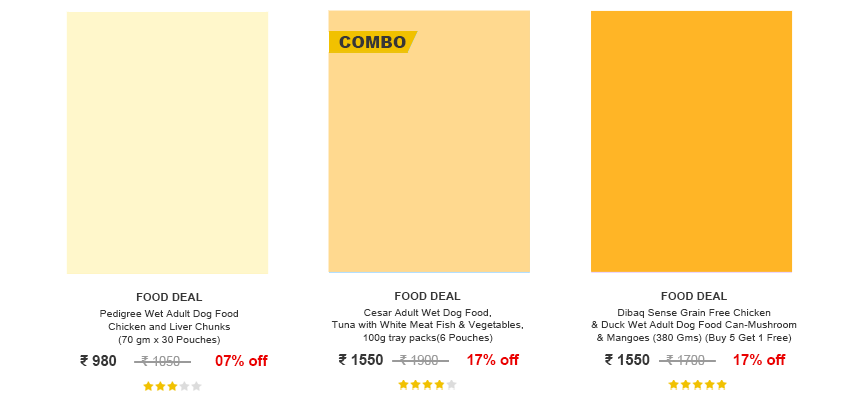 COMBO
FOOD DEAL
Pedigree Wet Adult Dog Food
Chicken and Liver Chunks
(70 gm x 30 Pouches)
₹ 980 ₹ 1050 07% off
FOOD DEAL
Cesar Adult Wet Dog Food,
Tuna with White Meat Fish & Vegetables,
100g tray packs(6 Pouches)
₹ 1550 ₹ 1900 17% off
FOOD DEAL
Dibaq Sense Grain Free Chicken
& Duck Wet Adult Dog Food Can-Mushroom
& Mangoes (380 Gms) (Buy 5 Get 1 Free)
₹ 1550 ₹ 1700 17% off